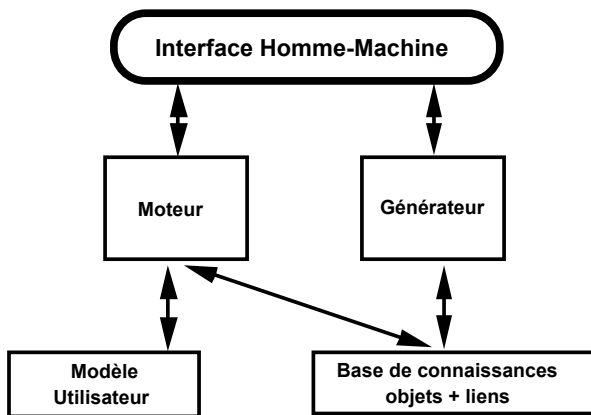 Interface Homme-Machine
Moteur
Générateur
Modèle
Utilisateur
Base de connaissances
objets + liens